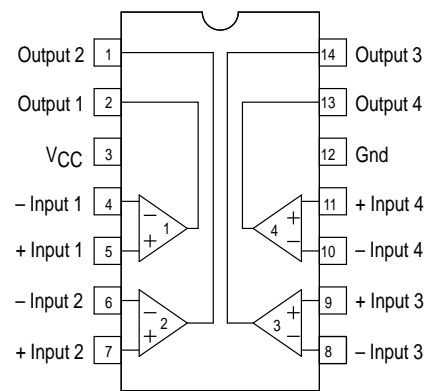 Output 2 1 14 Output 3
Output 1 2 13 Output 4
VCC 3 12 Gnd
– Input 1 4 11 + Input 4
+ Input 1 5 10 – Input 4
– Input 2 6 9 + Input 3
+ Input 2 7 8 – Input 3
– + 1
+ – 4
– + 2
+ – 3